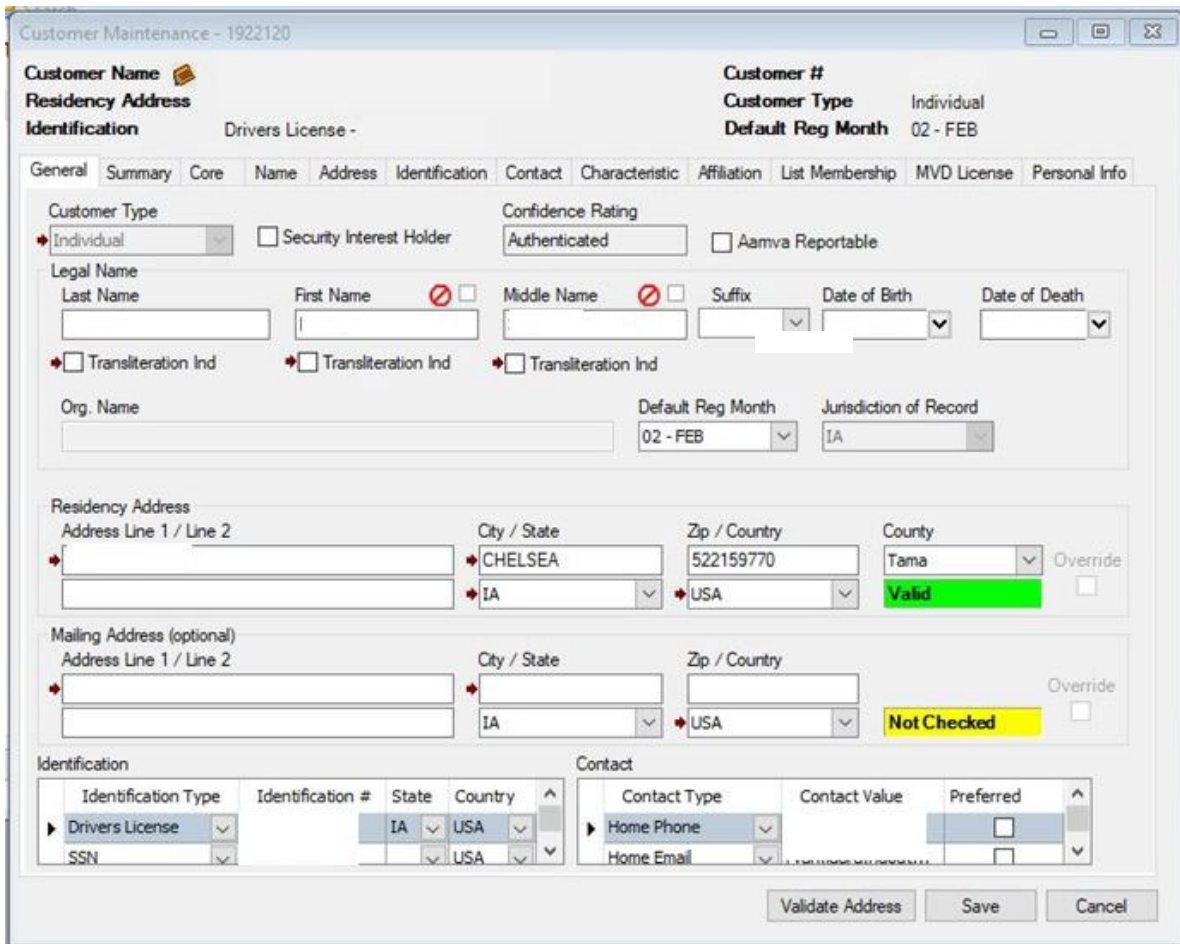 Customer Maintenance - 1922120
Customer Name Customer #
Residency Address Customer Type Individual
Identification Drivers License - Default Reg Month 02 - FEB
General Summary Core Name Address Identification Contact Characteristic Affiliation List Membership MVD License Personal Info
Customer Type Confidence Rating
Individual Security Interest Holder Authenticated Aamva Reportable
Legal Name
Last Name First Name Middle Name Suffix Date of Birth Date of Death
Transliteration Ind Transliteration Ind Transliteration Ind
Org. Name Default Reg Month Jurisdiction of Record
02 - FEB IA
Residency Address
Address Line 1 / Line 2 City / State Zip / Country County
CHELSEA 522159770 Tama Override
IA USA Valid
Mailing Address (optional)
Address Line 1 / Line 2 City / State Zip / Country
Override
IA USA Not Checked
Identification Contact
Identification Type Identification # State Country Contact Type Contact Value Preferred
Drivers License IA USA Home Phone
SSN USA Home Email
Validate Address Save Cancel